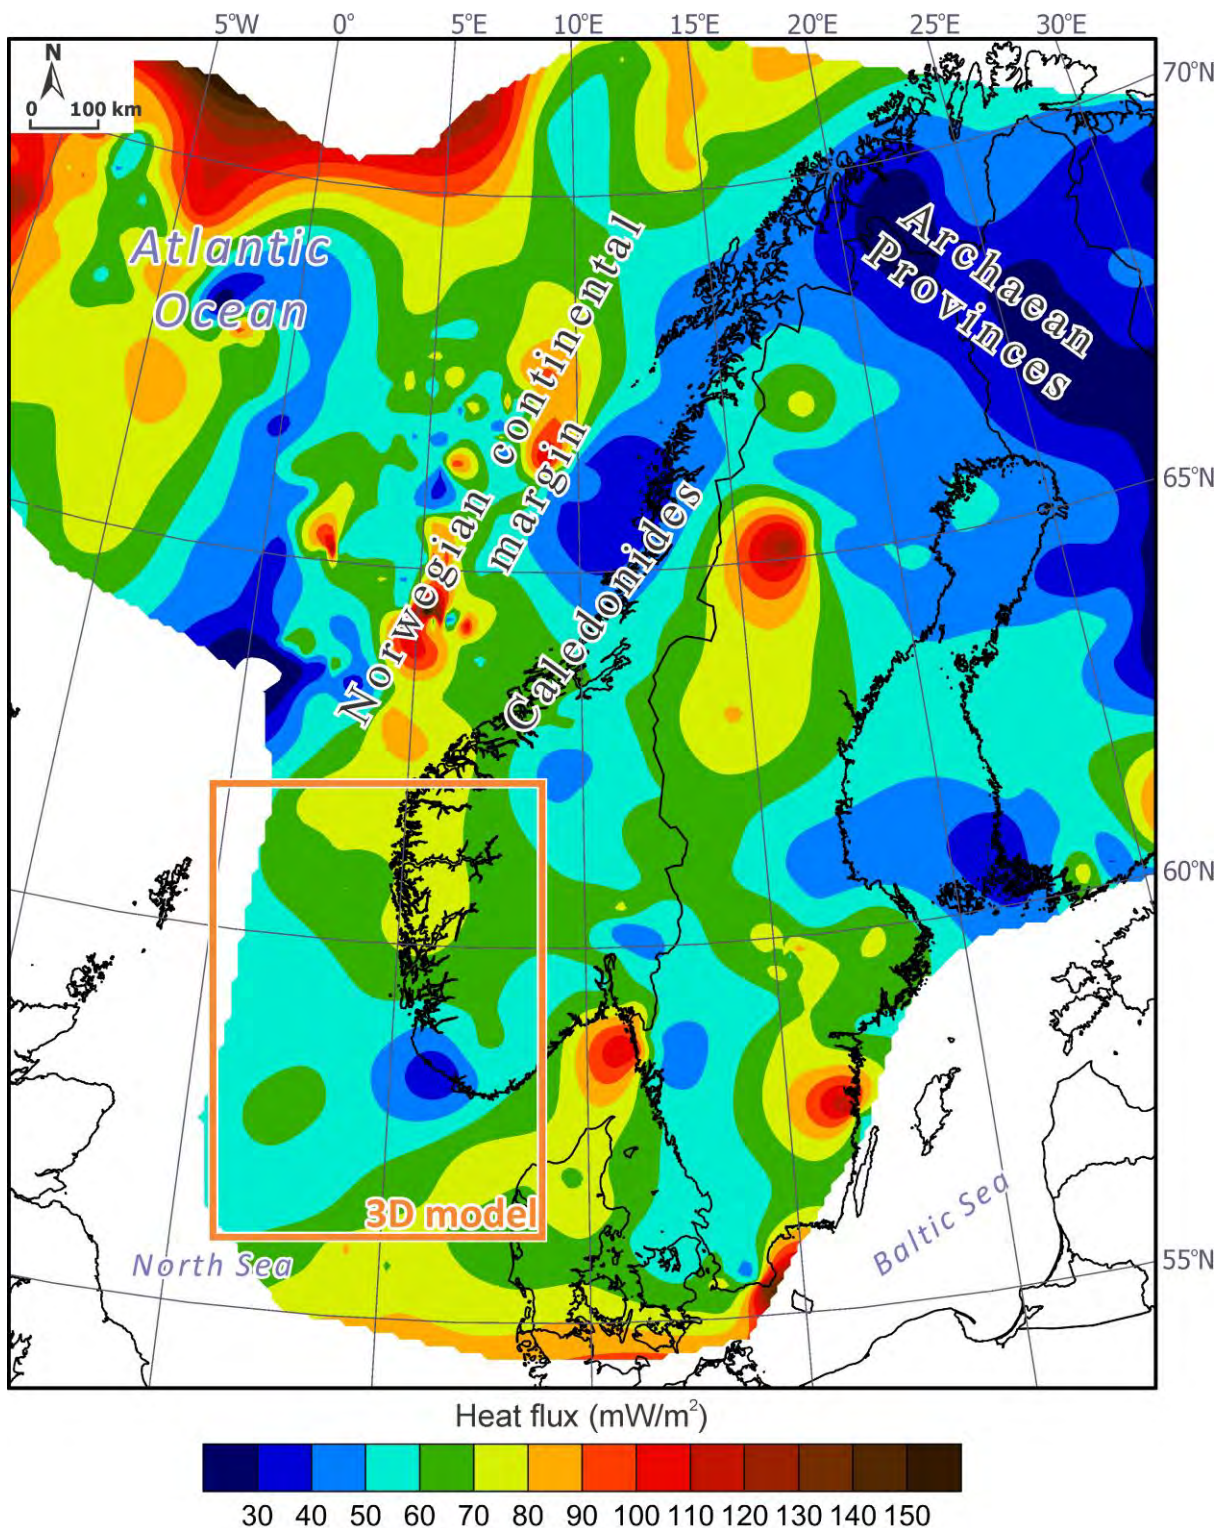 5°W 0° 5°E 10°E 15°E 20°E 25°E 30°E
N
0 100 km
70°N
Atlantic
Ocean
Norwegian continental
margin
Caledonides
Archaean
Provinces
65°N
60°N
3D model
North Sea
Baltic Sea
55°N
Heat flux (mW/m²)
30 40 50 60 70 80 90 100 110 120 130 140 150